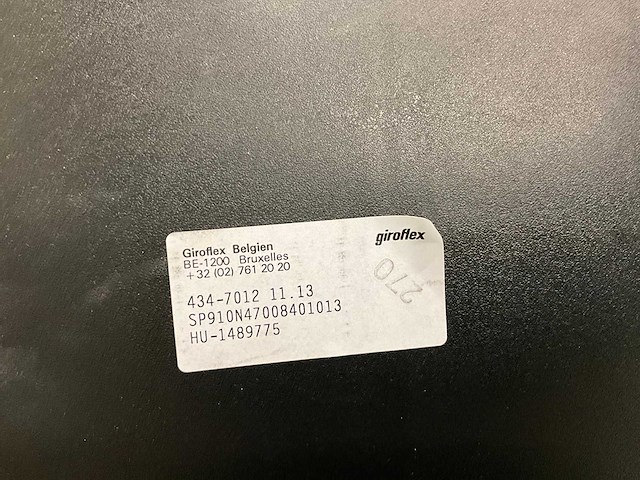 giroflex
Giroflex Belgien
BE-1200 Bruxelles
+32 (02) 761 20 20
270
434-7012 11.13
SP910N47008401013
HU-1489775